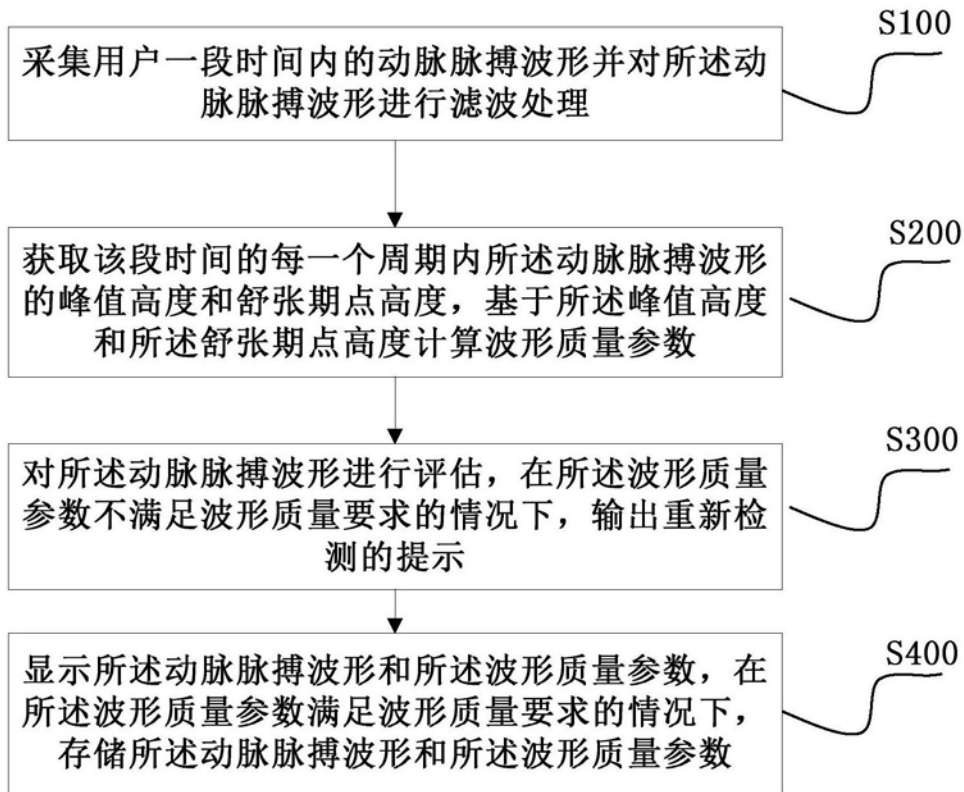 S100
采集用户一段时间内的动脉脉搏波形并对所述动
脉脉搏波形进行滤波处理
S200
获取该段时间的每一个周期内所述动脉脉搏波形
的峰值高度和舒张期点高度，基于所述峰值高度
和所述舒张期点高度计算波形质量参数
S300
对所述动脉脉搏波形进行评估，在所述波形质量
参数不满足波形质量要求的情况下，输出重新检
测的提示
S400
显示所述动脉脉搏波形和所述波形质量参数，在
所述波形质量参数满足波形质量要求的情况下，
存储所述动脉脉搏波形和所述波形质量参数